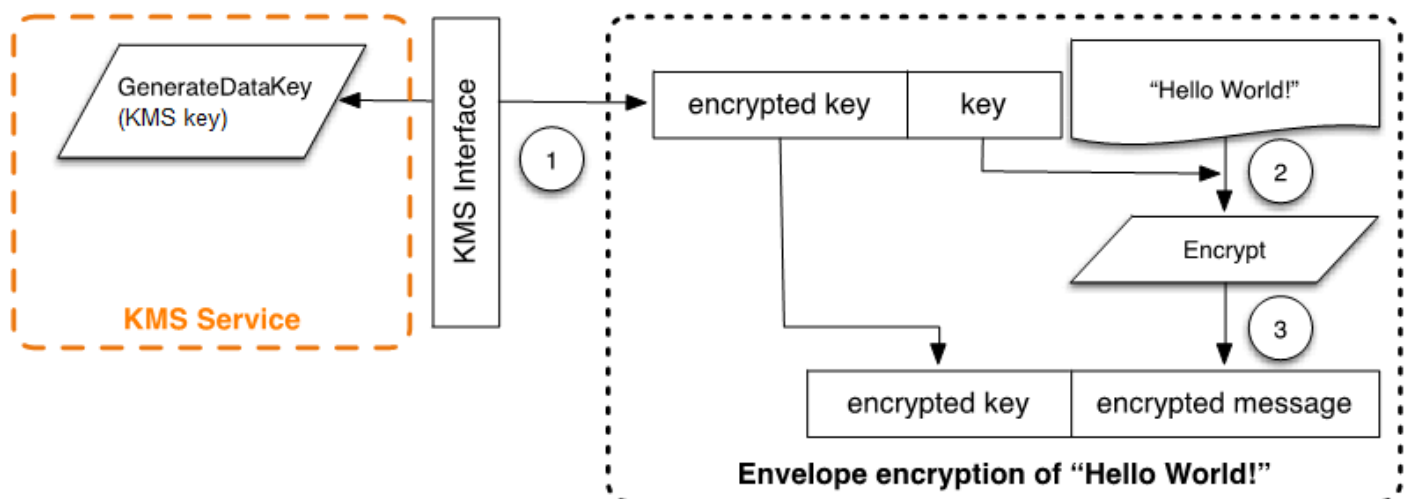 GenerateDataKey
(KMS key)
KMS Service
KMS Interface
1
encrypted key
key
“Hello World!”
2
Encrypt
3
encrypted key
encrypted message
Envelope encryption of “Hello World!”